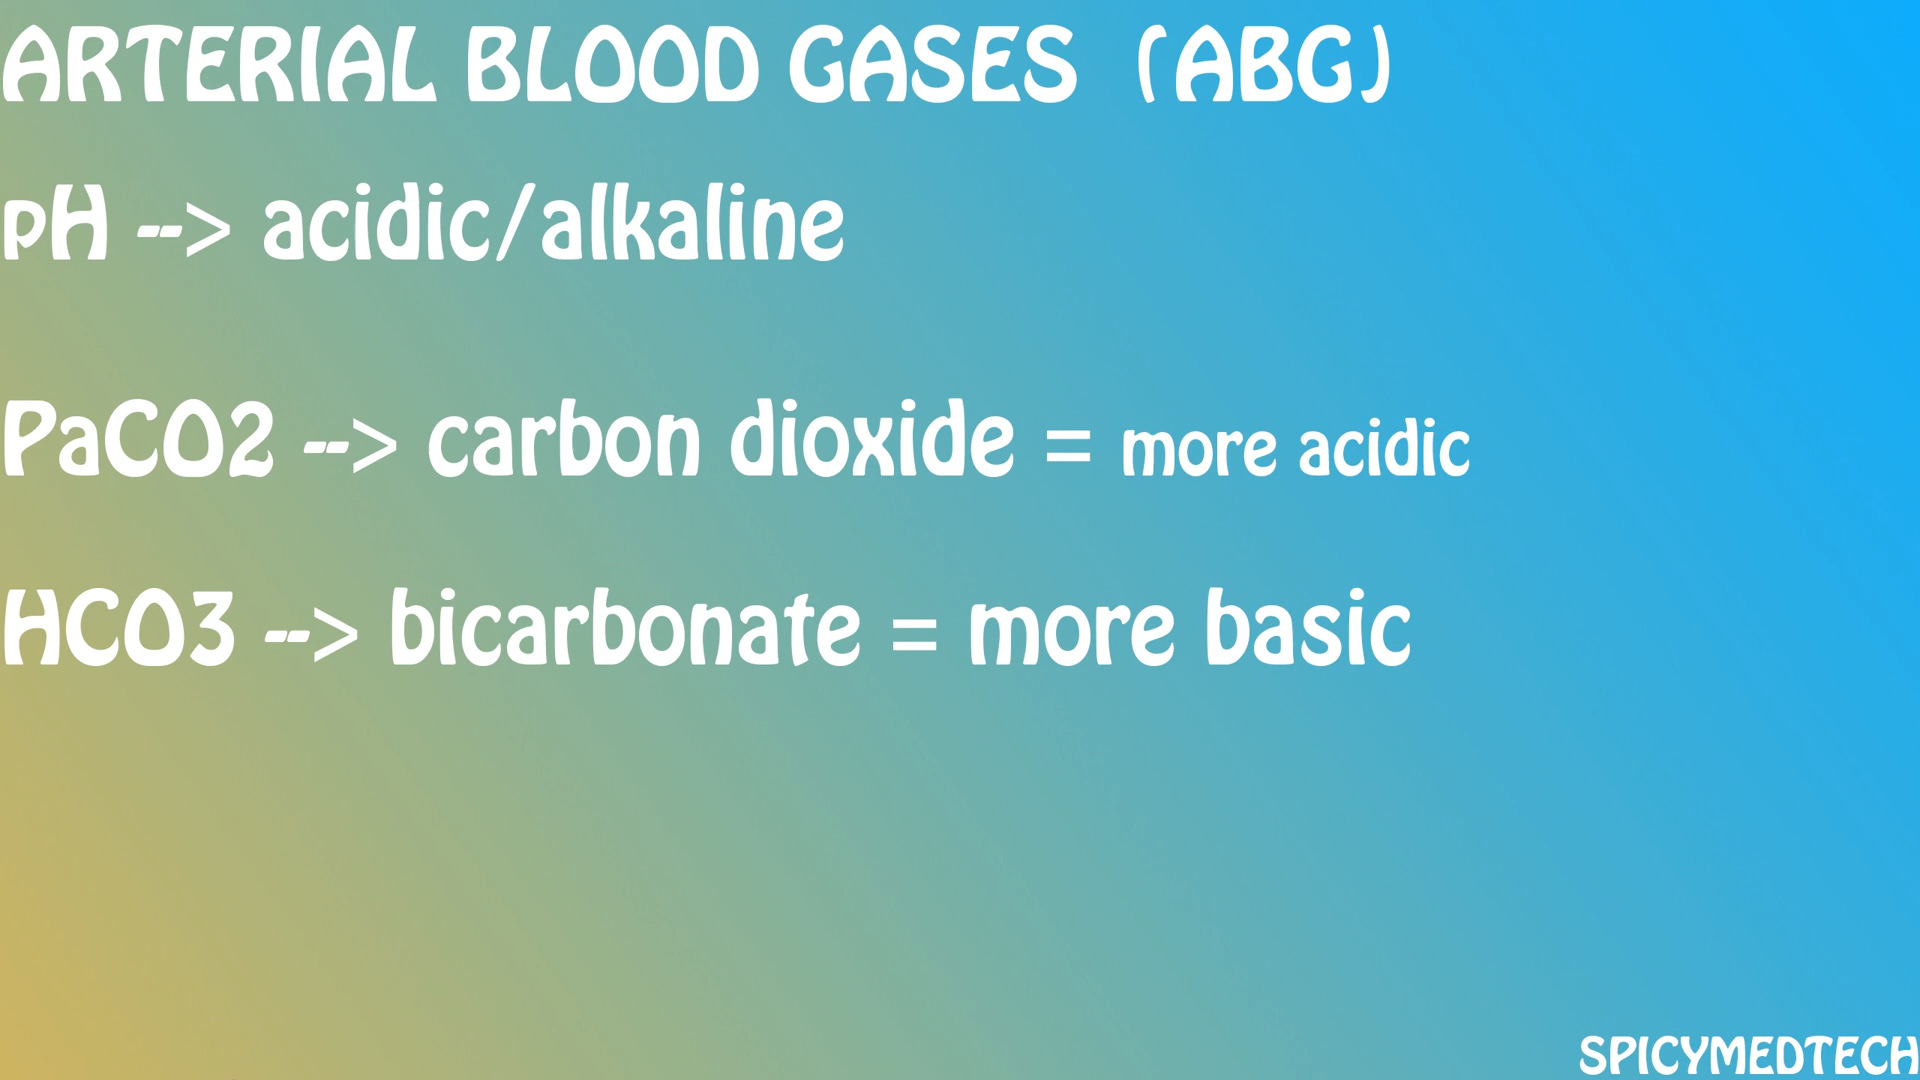 ARTERIAL BLOOD GASES (ABG)
pH --> acidic/alkaline
PaCO2 --> carbon dioxide = more acidic
HCO3 --> bicarbonate = more basic
SPICYMEDTECH